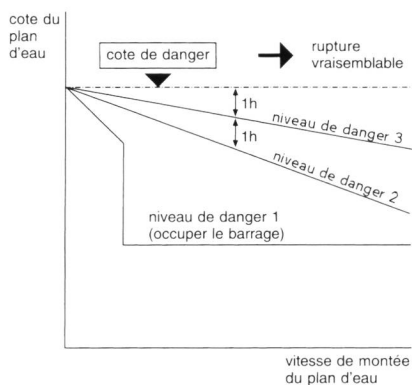 cote du
plan
d'eau
cote de danger
rupture
vraisemblable
1h
niveau de danger 3
1h
niveau de danger 2
niveau de danger 1
(occuper le barrage)
vitesse de montée
du plan d'eau